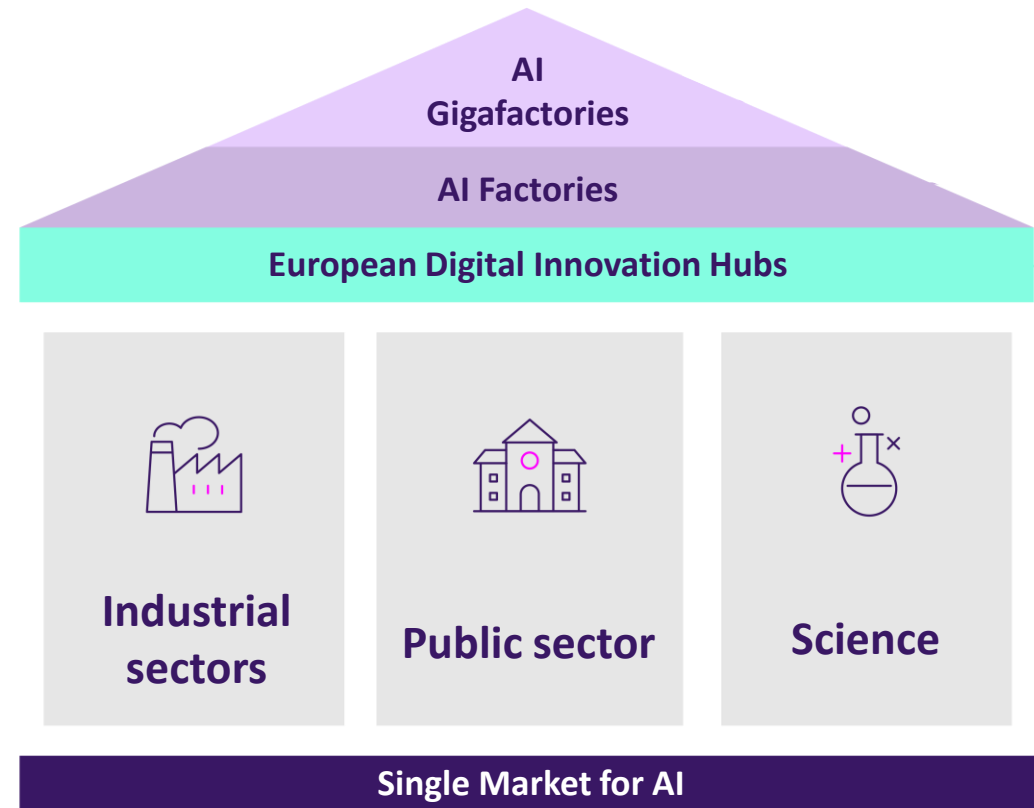 AI
Gigafactories
AI Factories
European Digital Innovation Hubs
Industrial
sectors
Public sector
Science
Single Market for AI